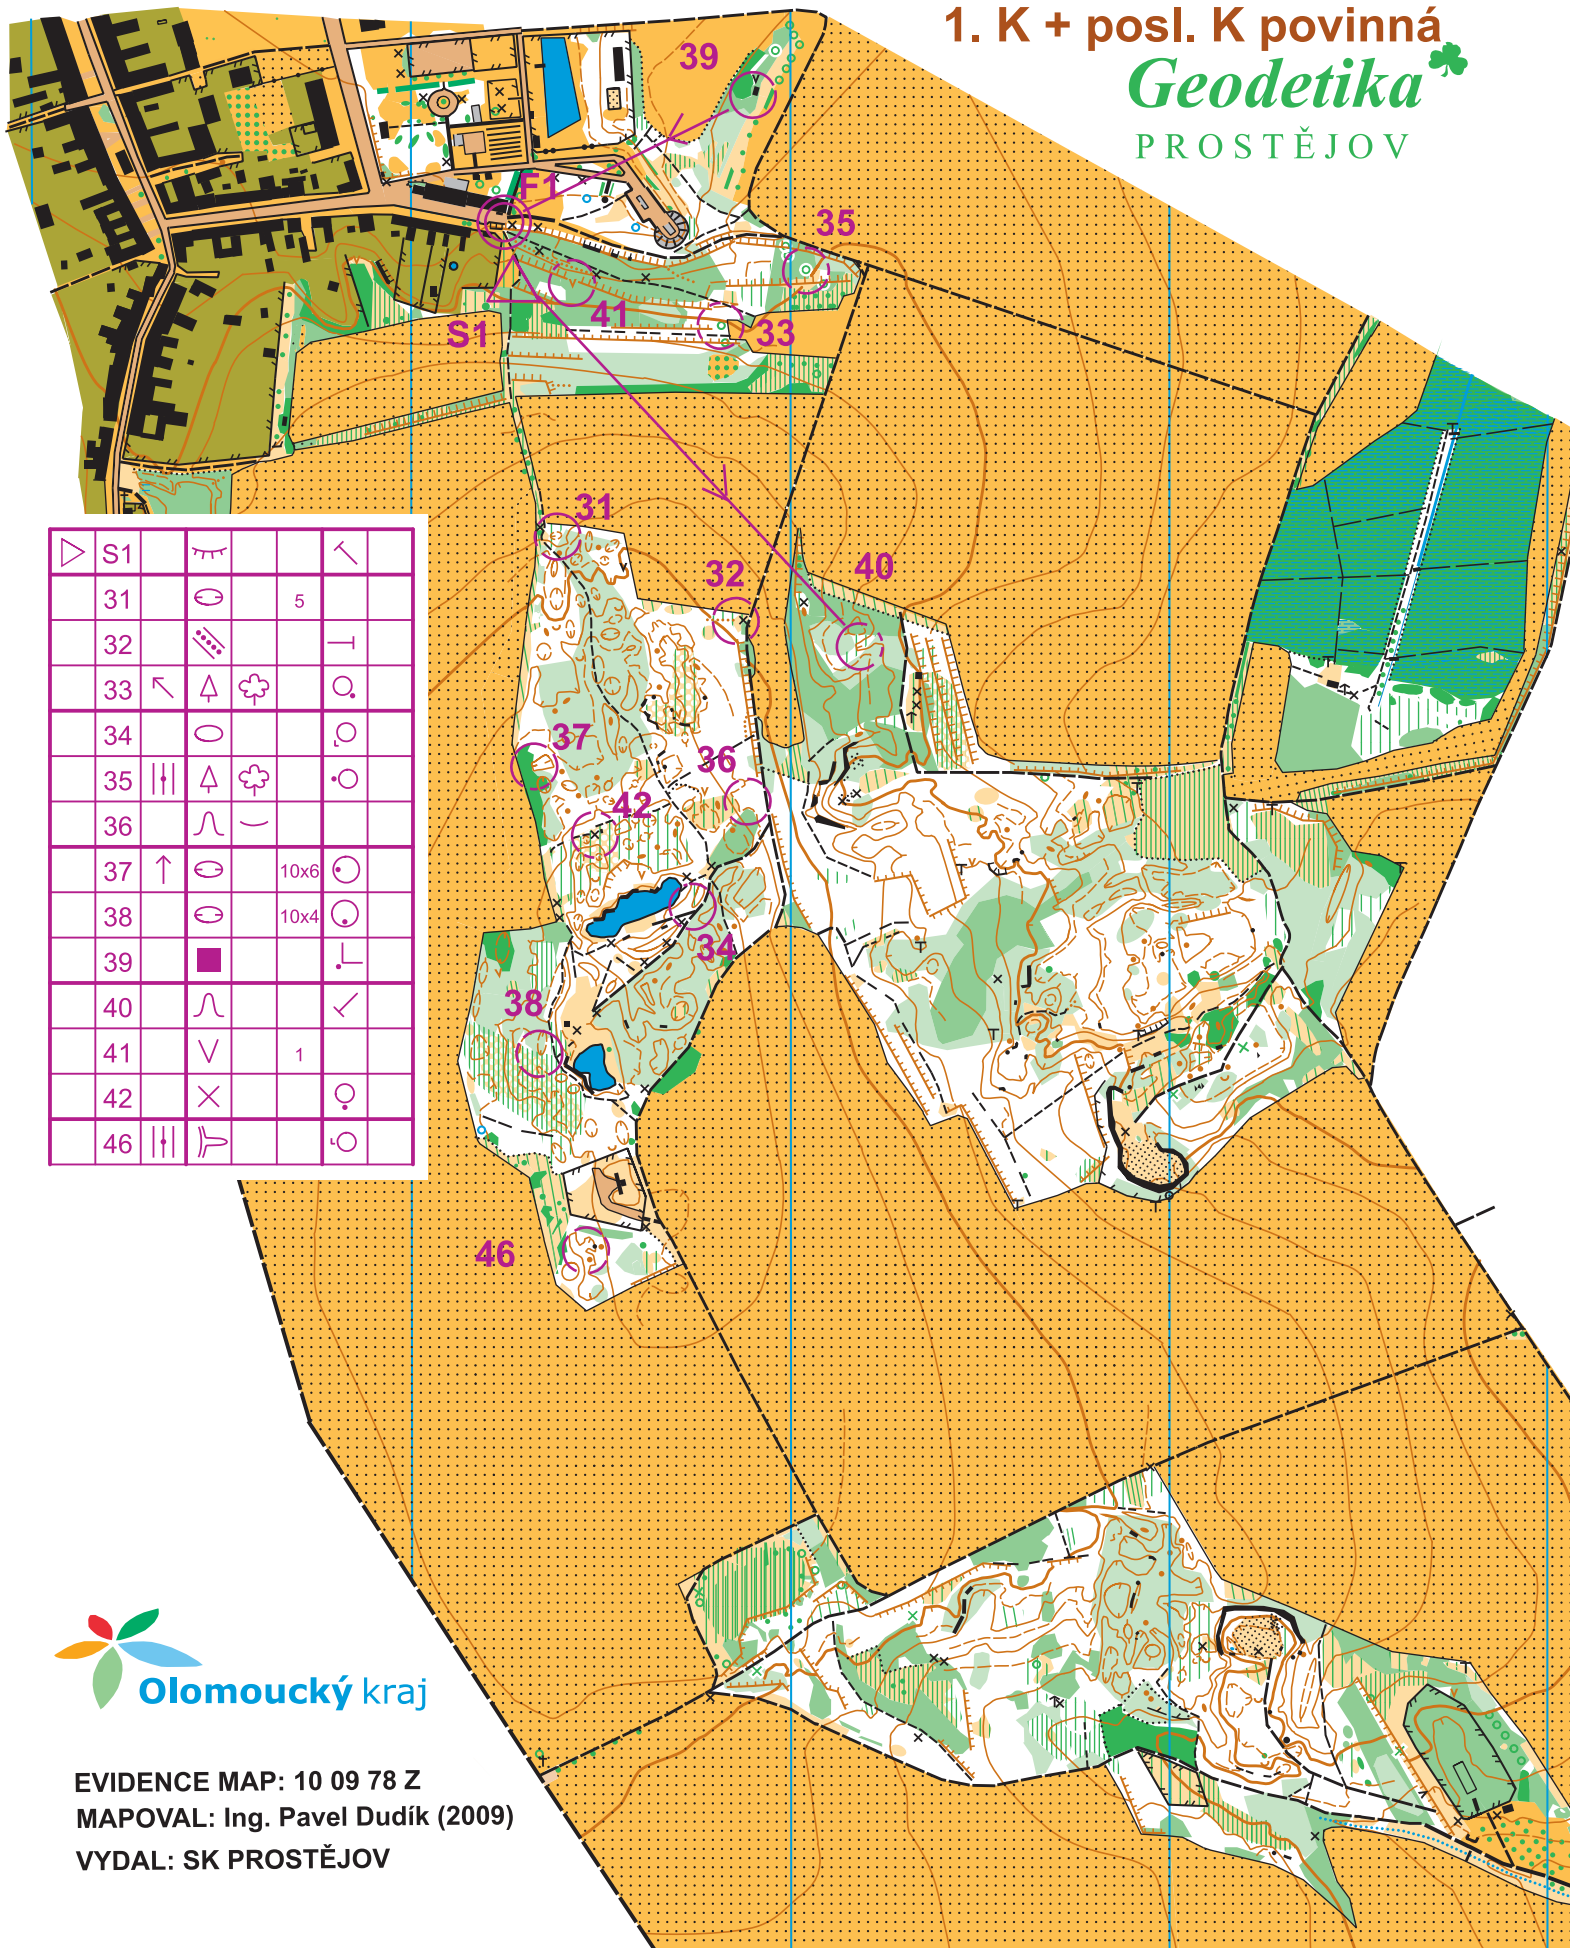 1. K + posl. K povinná
Geodetika
PROSTĚJOV
39
F1
35
41
33
S1
31
32
40
37
36
42
34
38
46
S1
31 5
32
33
34
35
36
37 10x6
38 10x4
39
40
41 1
42
46
Olomoucký kraj
EVIDENCE MAP: 10 09 78 Z
MAPOVAL: Ing. Pavel Dudík (2009)
VYDAL: SK PROSTĚJOV